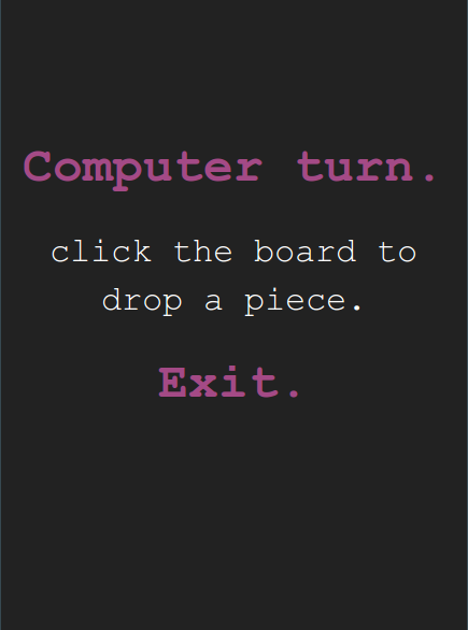 Computer turn.
click the board to
drop a piece.
Exit.